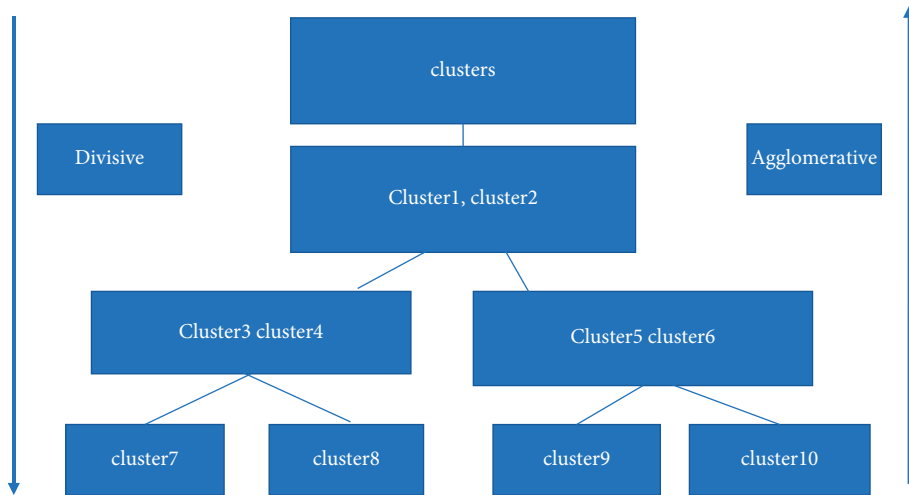 clusters
Divisive
Agglomerative
Cluster1, cluster2
Cluster3 cluster4
Cluster5 cluster6
cluster7
cluster8
cluster9
cluster10